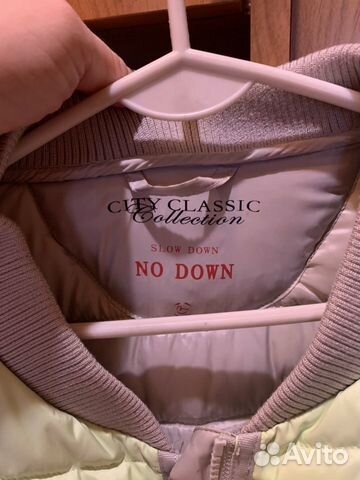 CITY CLASSIC
Collection
SLOW DOWN
NO DOWN
Avito